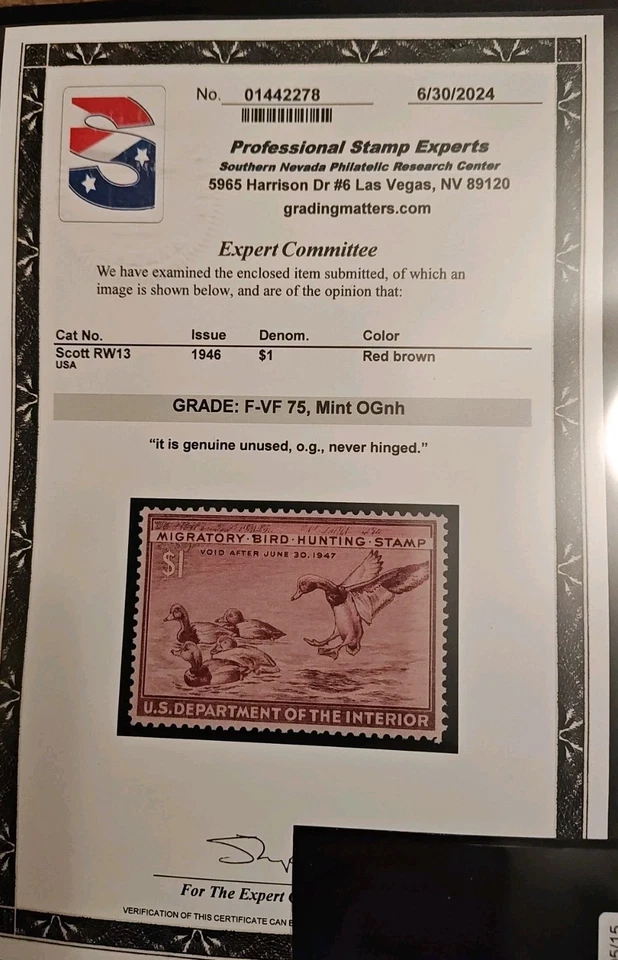 No. 01442278 6/30/2024
Professional Stamp Experts
Southern Nevada Philatelic Research Center
5965 Harrison Dr #6 Las Vegas, NV 89120
gradingmatters.com
Expert Committee
We have examined the enclosed item submitted, of which an
image is shown below, and are of the opinion that:
Cat No. Issue Denom. Color
Scott RW13 1946 $1 Red brown
USA
GRADE: F-VF 75, Mint OGnh
“it is genuine unused, o.g., never hinged.”
MIGRATORY·BIRD·HUNTING·STAMP
VOID AFTER JUNE 30, 1947
$1
U.S. DEPARTMENT OF THE INTERIOR
For The Expert
VERIFICATION OF THIS CERTIFICATE CAN
5/15